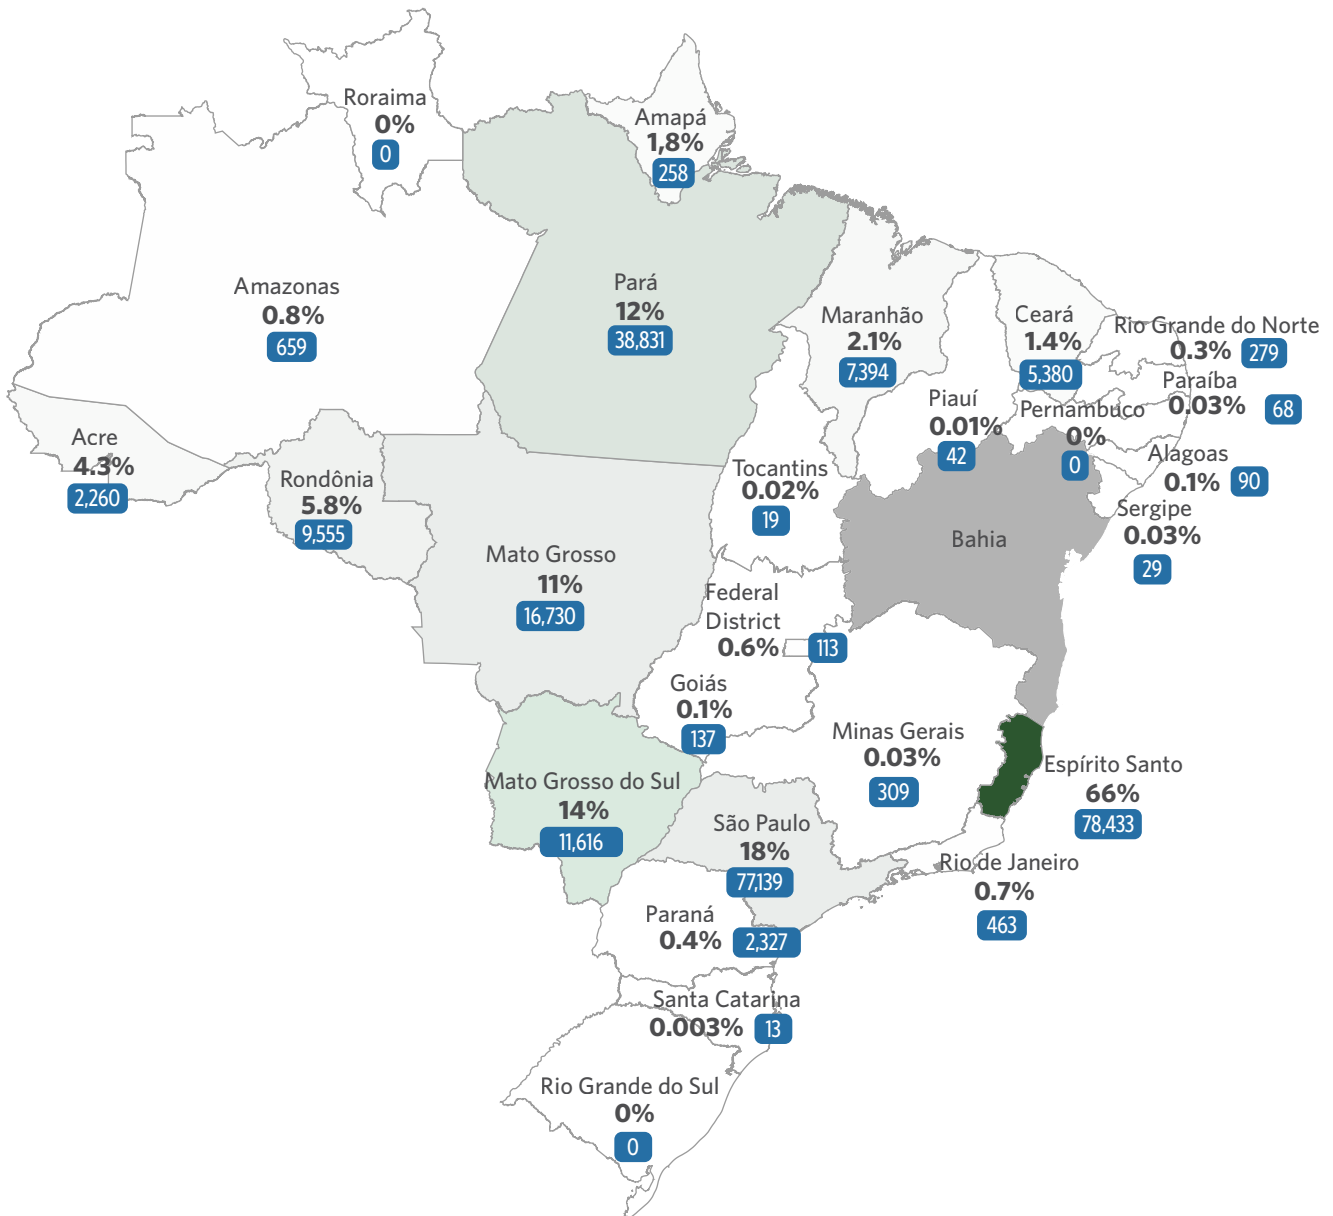 Roraima
0%
0
Amapá
1,8%
258
Amazonas
0.8%
659
Pará
12%
38,831
Maranhão
2.1%
7,394
Ceará
1.4%
5,380
Rio Grande do Norte
0.3%
279
Paraíba
0.03%
68
Piauí
0.01%
42
Pernambuco
0%
0
Alagoas
0.1%
90
Sergipe
0.03%
29
Acre
4.3%
2,260
Rondônia
5.8%
9,555
Tocantins
0.02%
19
Bahia
Mato Grosso
11%
16,730
Federal
District
0.6%
113
Goiás
0.1%
137
Minas Gerais
0.03%
309
Espírito Santo
66%
78,433
Mato Grosso do Sul
14%
11,616
São Paulo
18%
77,139
Rio de Janeiro
0.7%
463
Paraná
0.4%
2,327
Santa Catarina
0.003%
13
Rio Grande do Sul
0%
0